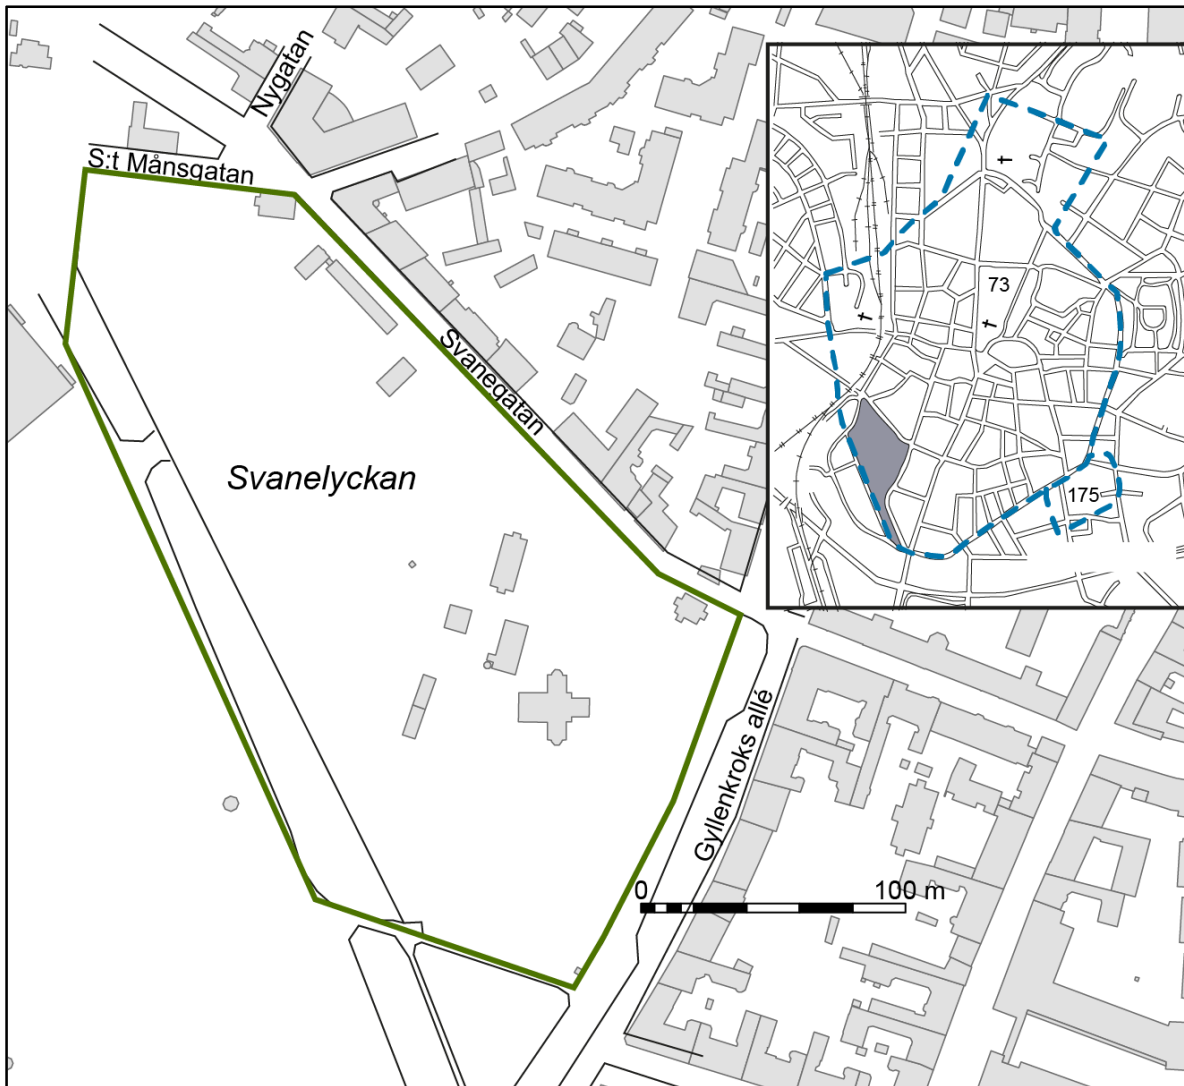 Nygatan
S:t Månsgatan
73
Svanegatan
Svanelyckan
175
Gyllenkroks allé
0
100 m